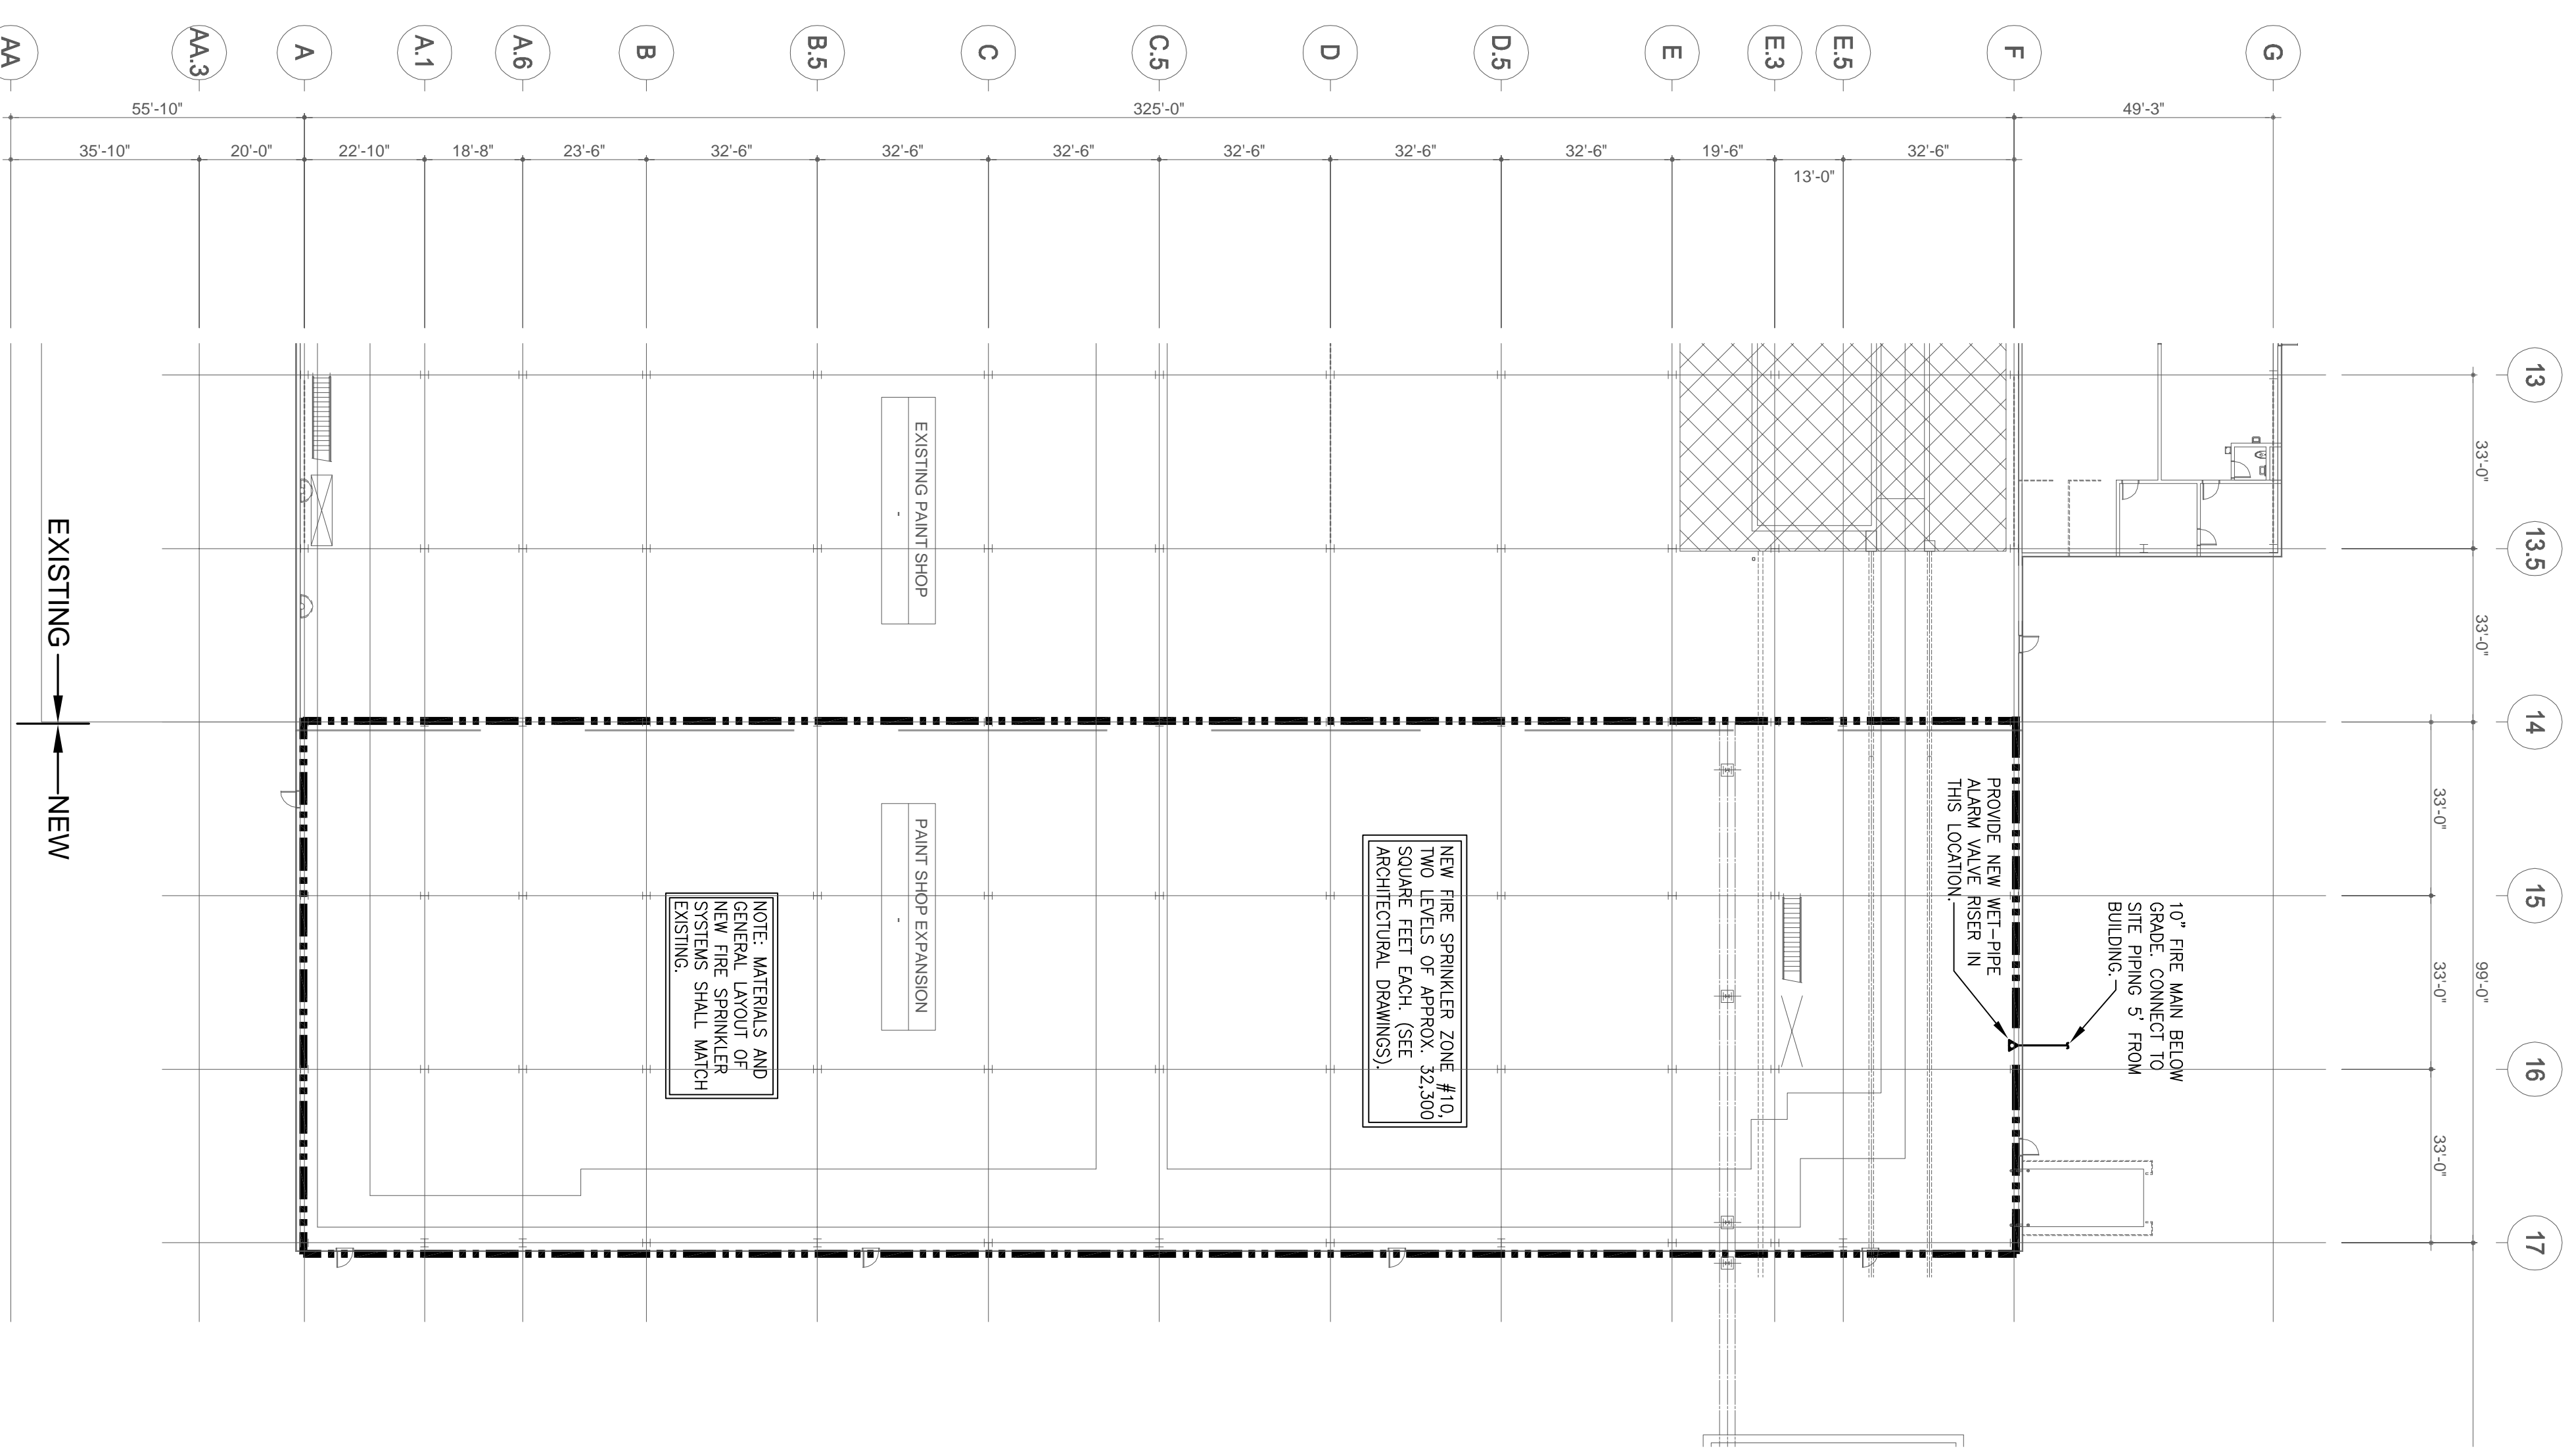 AA
AA.3
A
A.1
A.6
B
B.5
C
C.5
D
D.5
E
E.3
E.5
F
G
55'-10"
325'-0"
49'-3"
35'-10"
20'-0"
22'-10"
18'-8"
23'-6"
32'-6"
32'-6"
32'-6"
32'-6"
32'-6"
32'-6"
19'-6"
13'-0"
32'-6"
13
33'-0"
13.5
33'-0"
14
33'-0"
15
33'-0"
99'-0"
16
33'-0"
17
EXISTING PAINT SHOP
-
EXISTING
NEW
PAINT SHOP EXPANSION
-
NOTE: MATERIALS AND
GENERAL LAYOUT OF
NEW FIRE SPRINKLER
SYSTEMS SHALL MATCH
EXISTING.
NEW FIRE SPRINKLER ZONE #10,
TWO LEVELS OF APPROX. 32,300
SQUARE FEET EACH. (SEE
ARCHITECTURAL DRAWINGS).
PROVIDE NEW WET-PIPE
ALARM VALVE RISER IN
THIS LOCATION.
10" FIRE MAIN BELOW
GRADE. CONNECT TO
SITE PIPING 5' FROM
BUILDING.